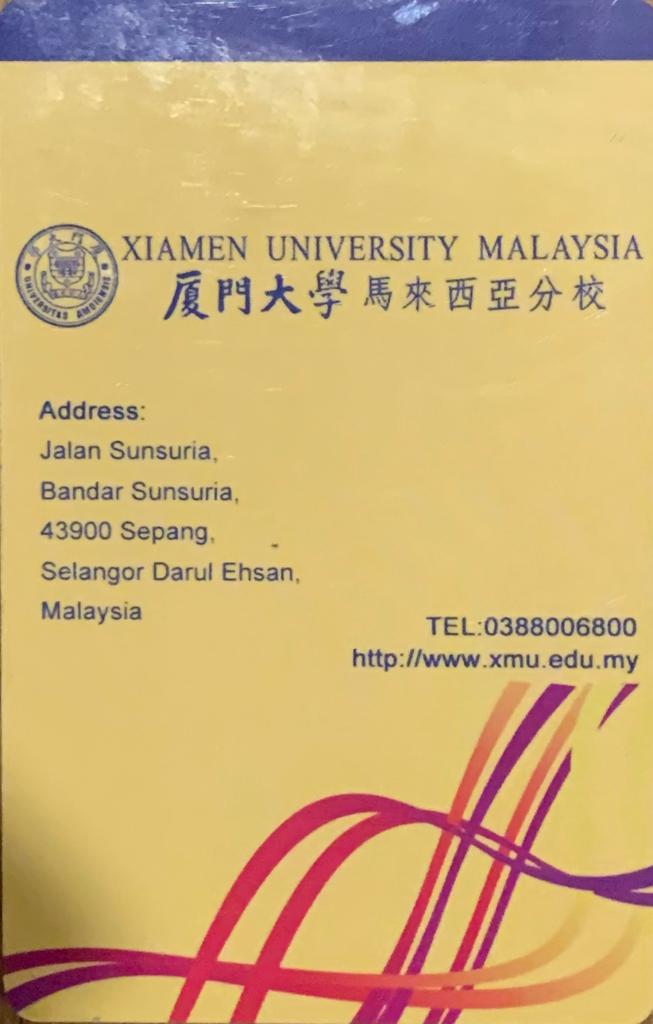 XIAMEN UNIVERSITY MALAYSIA
厦門大學 馬來西亞分校
UNIVERSITAS AMOIENSIS
Address:
Jalan Sunsuria,
Bandar Sunsuria,
43900 Sepang,
Selangor Darul Ehsan,
Malaysia
TEL:0388006800
http://www.xmu.edu.my